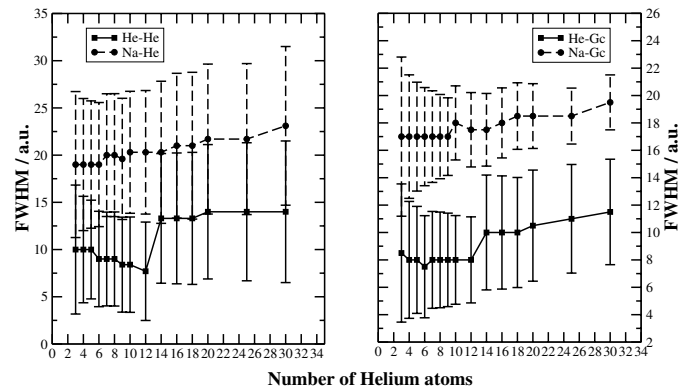 35
30
25
20
15
10
5
0
FWHM / a.u.
He-He
Na-He
0 2 4 6 8 10 12 14 16 18 20 22 24 26 28 30 32 34
He-Gc
Na-Gc
26
24
22
20
18
16
14
12
10
8
6
4
2
FWHM / a.u.
0 2 4 6 8 10 12 14 16 18 20 22 24 26 28 30 32 34
Number of Helium atoms